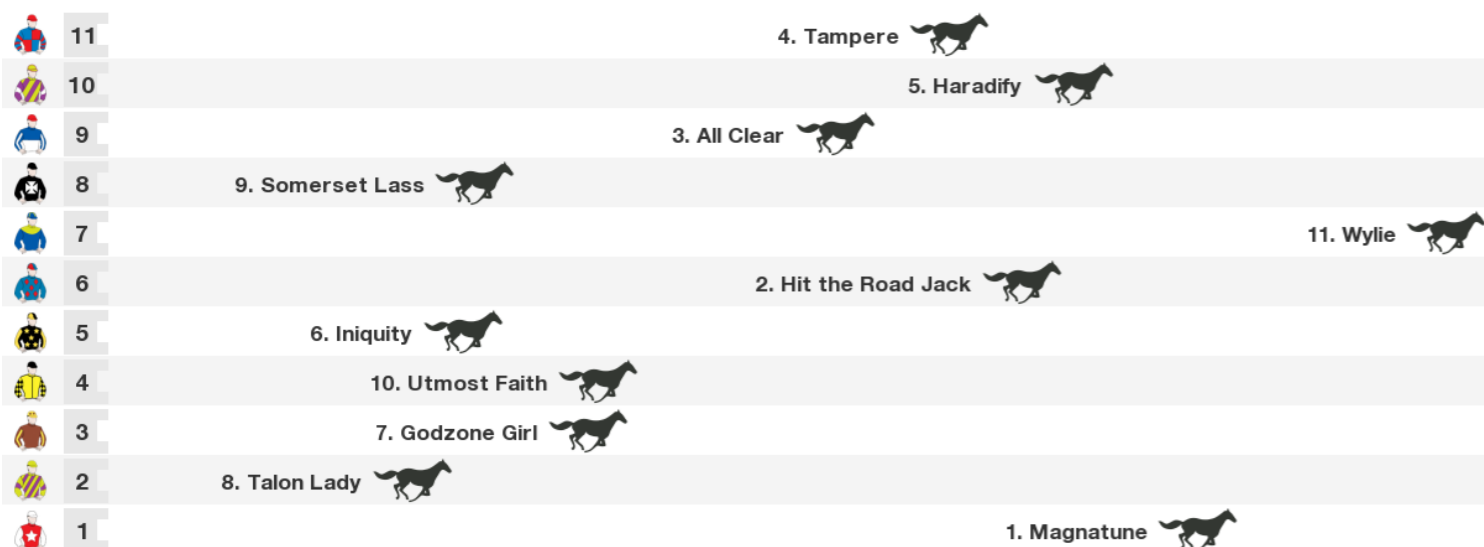 11 4. Tampere
10 5. Haradify
9 3. All Clear
8 9. Somerset Lass
7 11. Wylie
6 2. Hit the Road Jack
5 6. Iniquity
4 10. Utmost Faith
3 7. Godzone Girl
2 8. Talon Lady
1 1. Magnatune